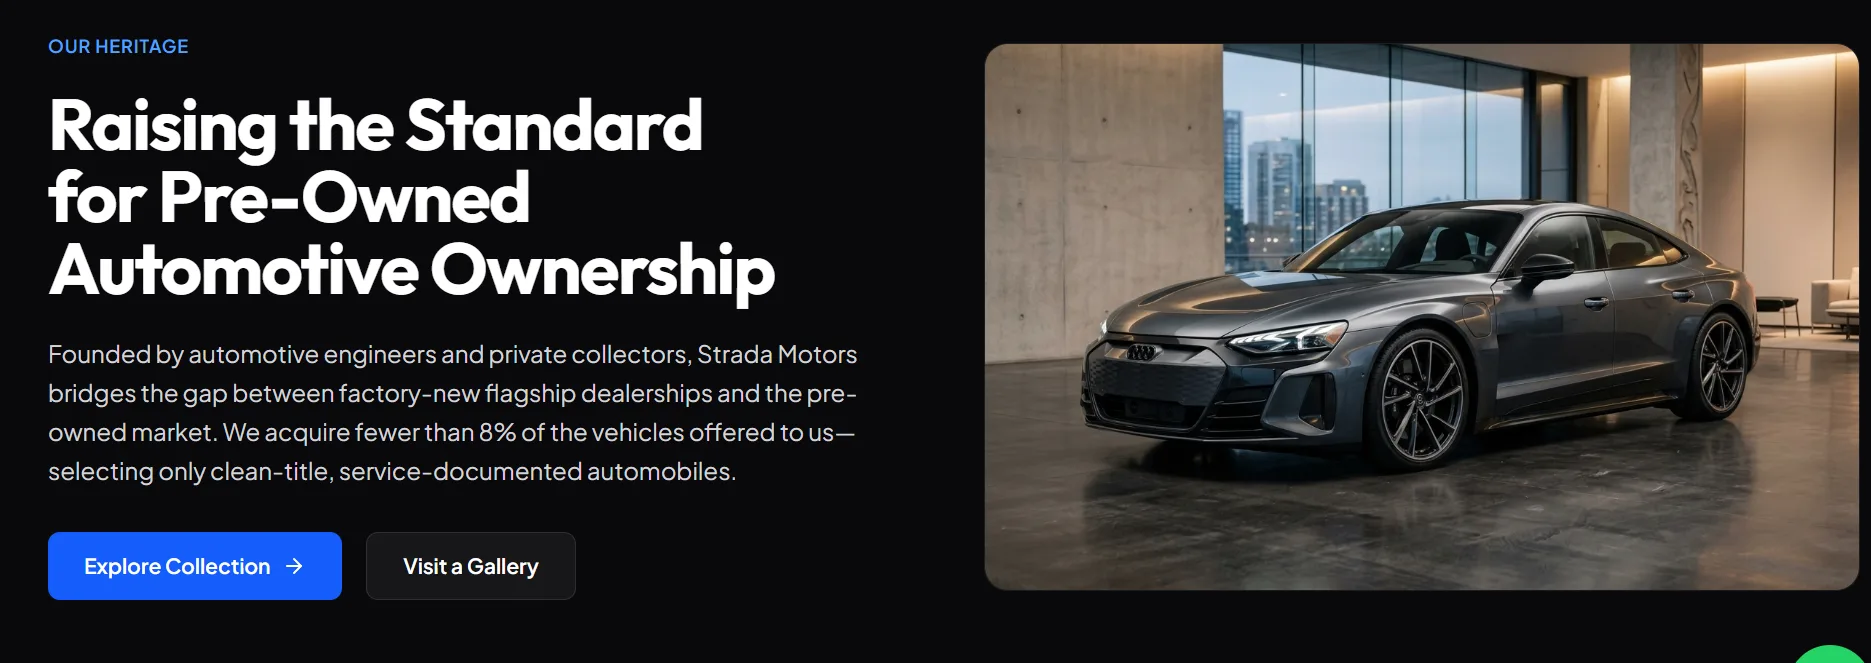 OUR HERITAGE
Raising the Standard
for Pre-Owned
Automotive Ownership
Founded by automotive engineers and private collectors, Strada Motors
bridges the gap between factory-new flagship dealerships and the pre-
owned market. We acquire fewer than 8% of the vehicles offered to us—
selecting only clean-title, service-documented automobiles.
Explore Collection →
Visit a Gallery